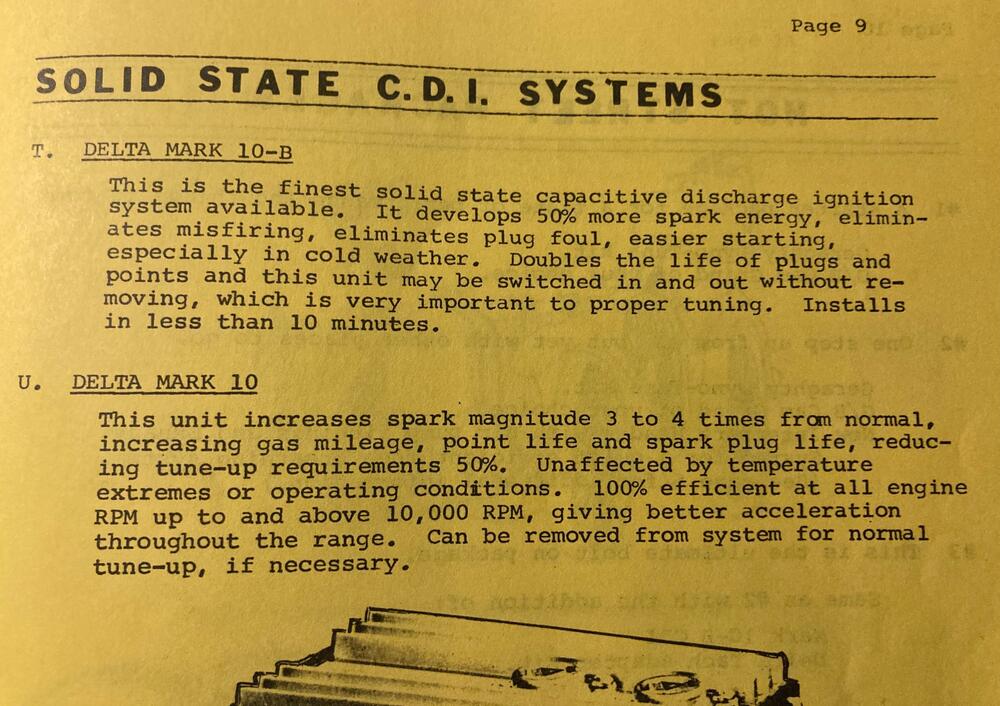 Page 9
SOLID STATE C.D.I. SYSTEMS
T. DELTA MARK 10-B
This is the finest solid state capacitive discharge ignition
system available. It develops 50% more spark energy, elimin-
ates misfiring, eliminates plug foul, easier starting,
especially in cold weather. Doubles the life of plugs and
points and this unit may be switched in and out without re-
moving, which is very important to proper tuning. Installs
in less than 10 minutes.
U. DELTA MARK 10
This unit increases spark magnitude 3 to 4 times from normal,
increasing gas mileage, point life and spark plug life, reduc-
ing tune-up requirements 50%. Unaffected by temperature
extremes or operating conditions. 100% efficient at all engine
RPM up to and above 10,000 RPM, giving better acceleration
throughout the range. Can be removed from system for normal
tune-up, if necessary.